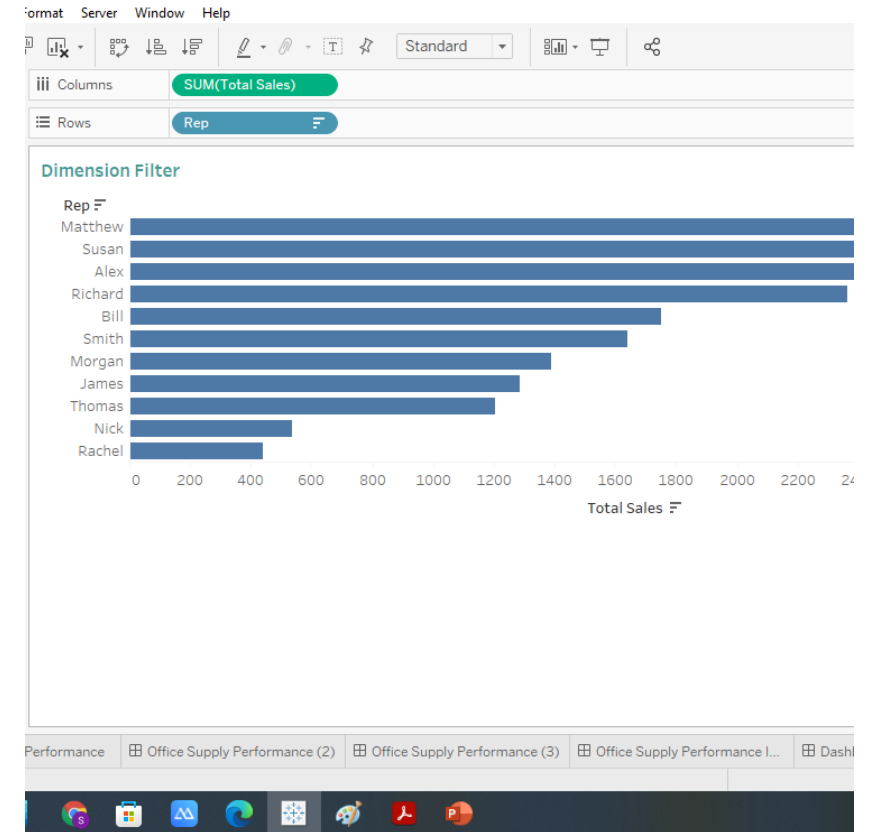 Format Server Window Help
Standard
Columns SUM(Total Sales)
Rows Rep
Dimension Filter
Rep
Matthew
Susan
Alex
Richard
Bill
Smith
Morgan
James
Thomas
Nick
Rachel
0 200 400 600 800 1000 1200 1400 1600 1800 2000 2200 24
Total Sales
Performance Office Supply Performance (2) Office Supply Performance (3) Office Supply Performance I... Dashl